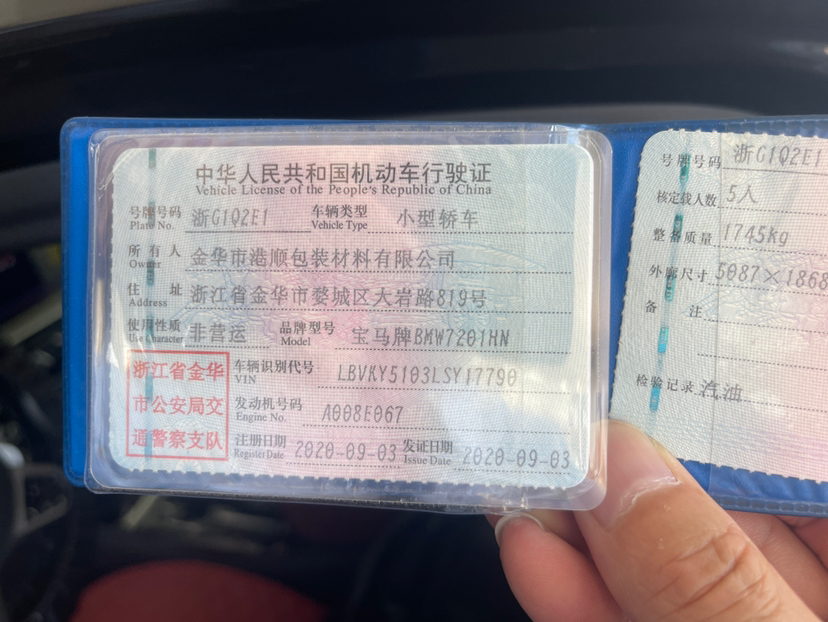 中华人民共和国机动车行驶证
Vehicle License of the People's Republic of China
号牌号码 浙G1Q2E1 车辆类型 小型轿车
Plate No. Vehicle Type
所有人 金华市港顺包装材料有限公司
Owner
住址 浙江省金华市婺城区大岩路819号
Address
使用性质 非营运 品牌型号 宝马牌BMW7201HN
Use Character Model
浙江省金华
市公安局交
通警察支队
车辆识别代号 LBVKY5103LSY17790
VIN
发动机号码 A008E067
Engine No.
注册日期 2020-09-03 发证日期 2020-09-03
Register Date Issue Date
号牌号码 浙G1Q2E1
核定载人数 5人
整备质量 1745kg
外廓尺寸 5087×1868
备注
检验记录 汽油